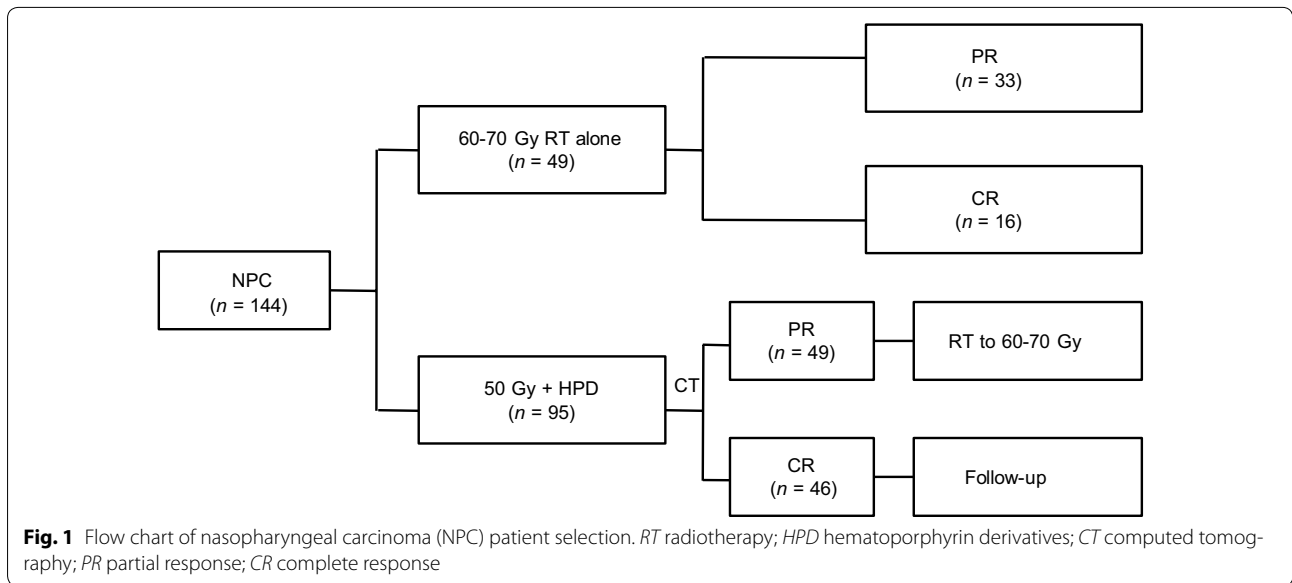 NPC
(n = 144)
60-70 Gy RT alone
(n = 49)
PR
(n = 33)
CR
(n = 16)
50 Gy + HPD
(n = 95)
CT
PR
(n = 49)
RT to 60-70 Gy
CR
(n = 46)
Follow-up
Fig. 1 Flow chart of nasopharyngeal carcinoma (NPC) patient selection. RT radiotherapy; HPD hematoporphyrin derivatives; CT computed tomog-
raphy; PR partial response; CR complete response